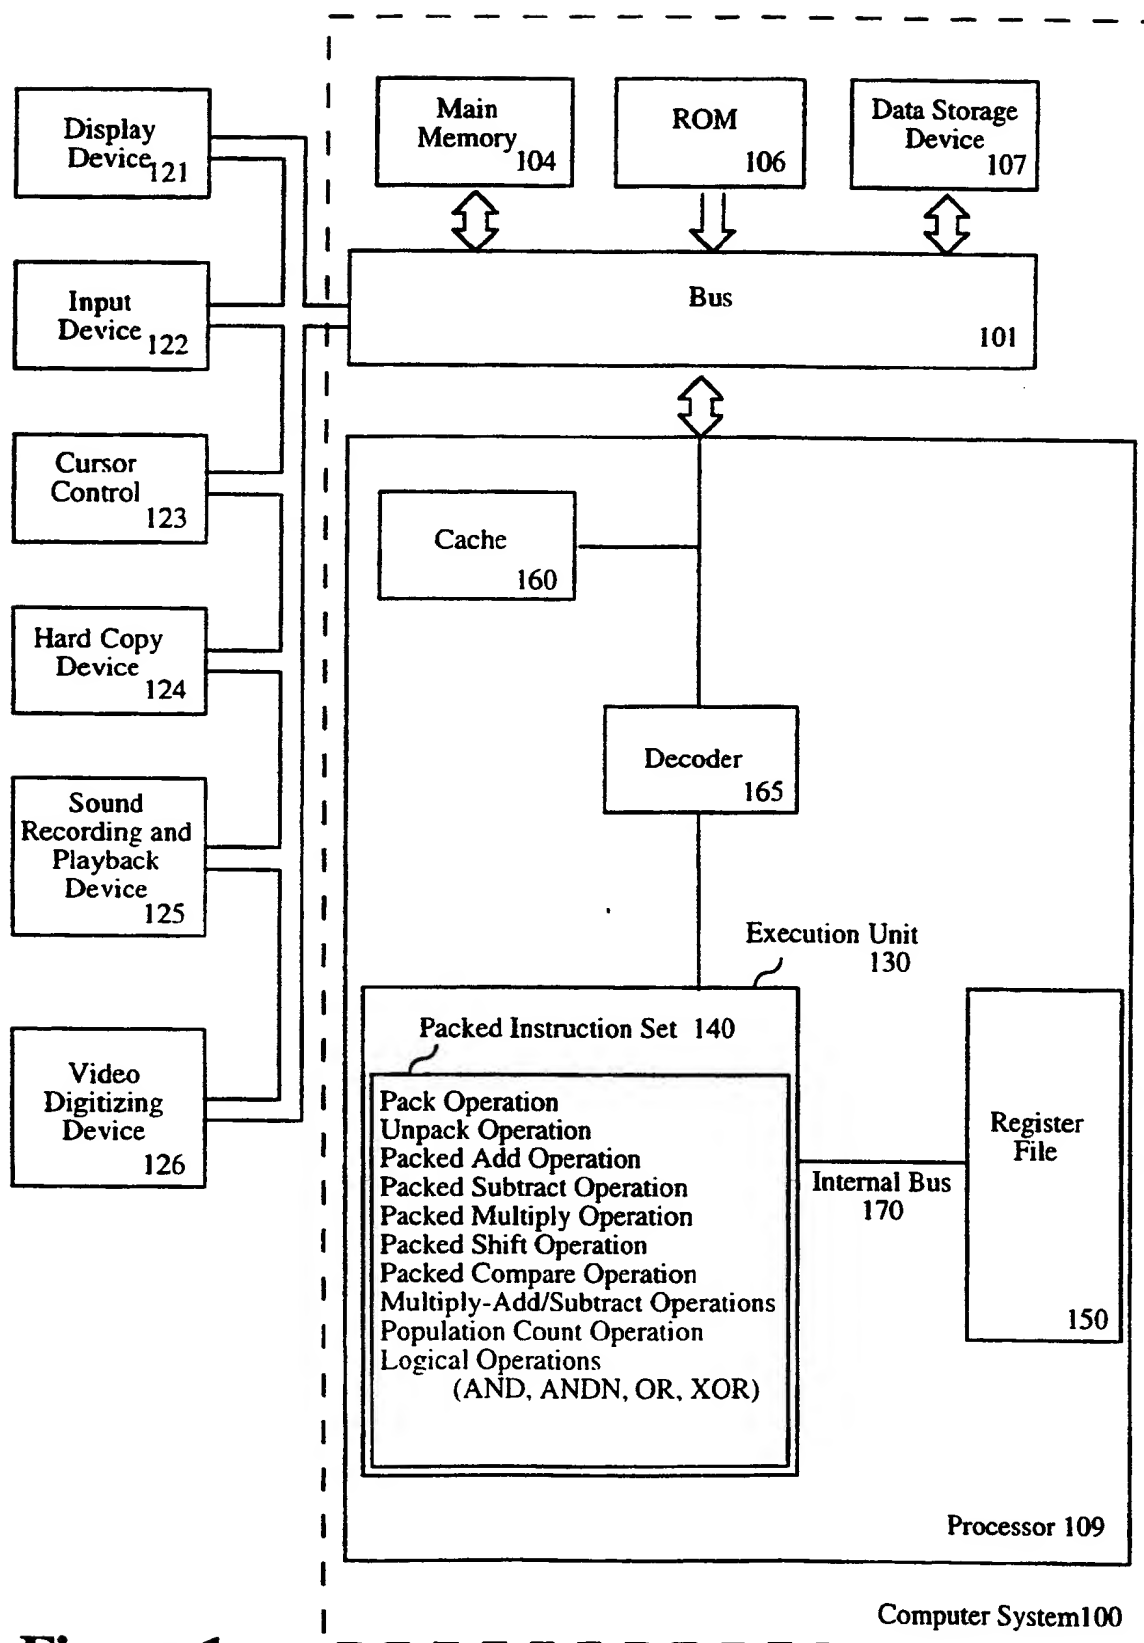 Display
Device
121
Input
Device
122
Cursor
Control
123
Hard Copy
Device
124
Sound
Recording and
Playback
Device
125
Video
Digitizing
Device
126
Main
Memory
104
ROM
106
Data Storage
Device
107
Bus
101
Cache
160
Decoder
165
Execution Unit
130
Packed Instruction Set 140
Pack Operation
Unpack Operation
Packed Add Operation
Packed Subtract Operation
Packed Multiply Operation
Packed Shift Operation
Packed Compare Operation
Multiply-Add/Subtract Operations
Population Count Operation
Logical Operations
(AND, ANDN, OR, XOR)
Internal Bus
170
Register
File
150
Processor 109
Computer System100